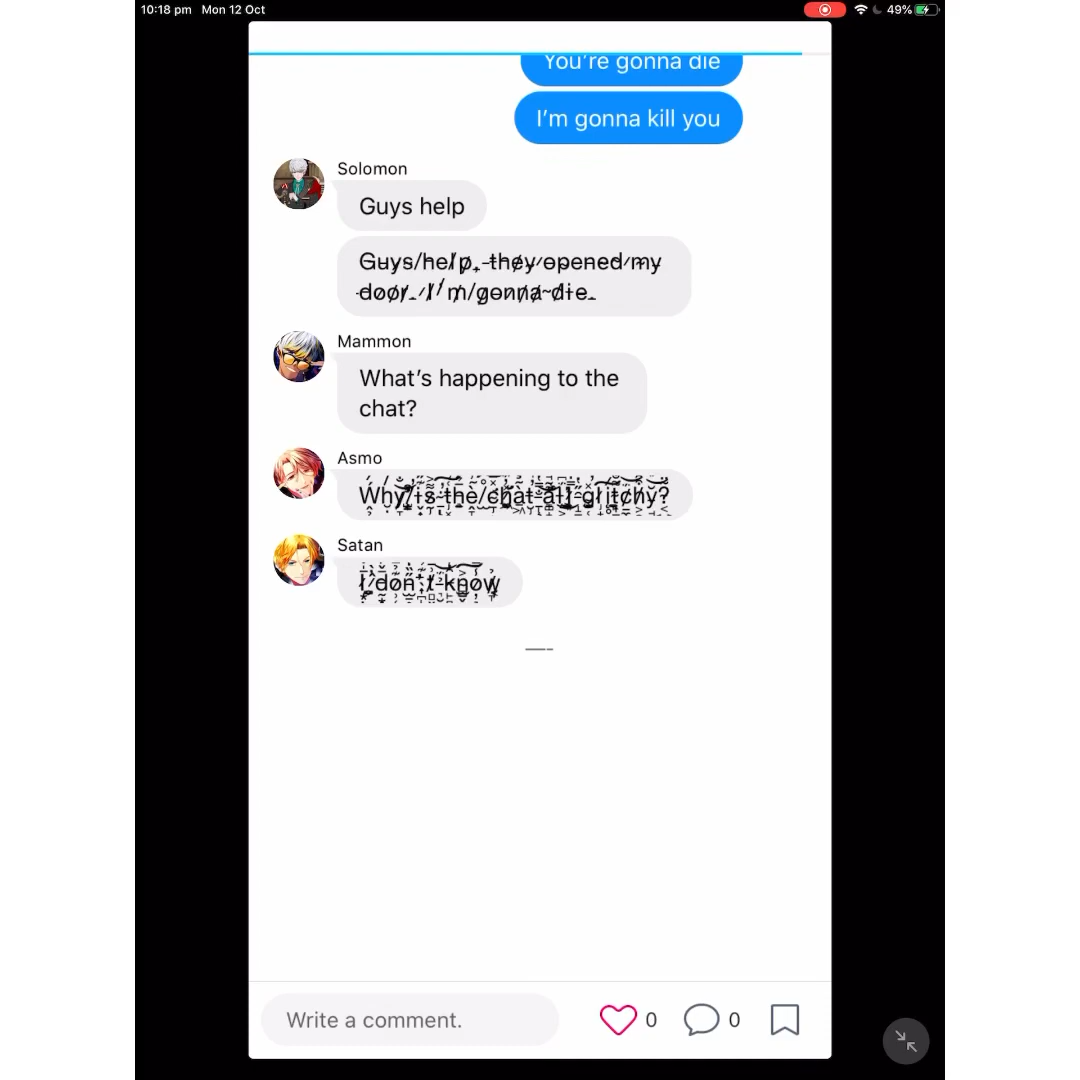 10:18 pm Mon 12 Oct
49%
You're gonna die
I'm gonna kill you
Solomon
Guys help
Guys help, they opened my
door. I'm gonna die.
Mammon
What's happening to the
chat?
Asmo
Why is the chat all glitchy?
Satan
I don't know
—-
Write a comment.
0
0